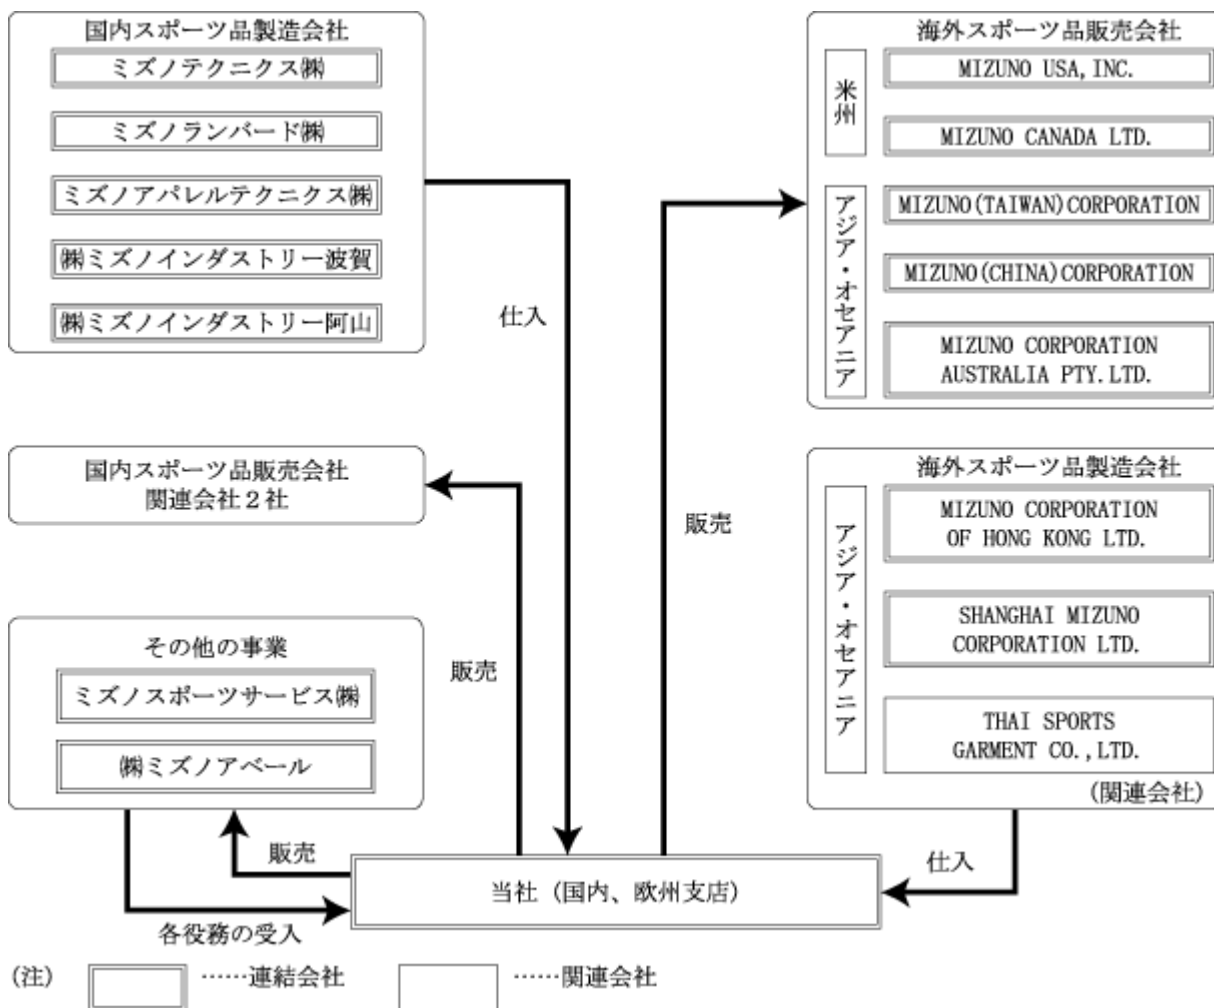 国内スポーツ品製造会社
ミズノテクニクス㈱
ミズノランバード㈱
ミズノアパレルテクニクス㈱
㈱ミズノインダストリー波賀
㈱ミズノインダストリー阿山
仕入
国内スポーツ品販売会社
関連会社2社
販売
その他の事業
ミズノスポーツサービス㈱
㈱ミズノアベール
販売
各役務の受入
海外スポーツ品販売会社
米州
MIZUNO USA, INC.
MIZUNO CANADA LTD.
アジア・オセアニア
MIZUNO(TAIWAN)CORPORATION
MIZUNO(CHINA)CORPORATION
MIZUNO CORPORATION
AUSTRALIA PTY.LTD.
販売
海外スポーツ品製造会社
アジア・オセアニア
MIZUNO CORPORATION
OF HONG KONG LTD.
SHANGHAI MIZUNO
CORPORATION LTD.
THAI SPORTS
GARMENT CO.,LTD.
(関連会社)
仕入
当社（国内、欧州支店）
(注) ……連結会社 ……関連会社